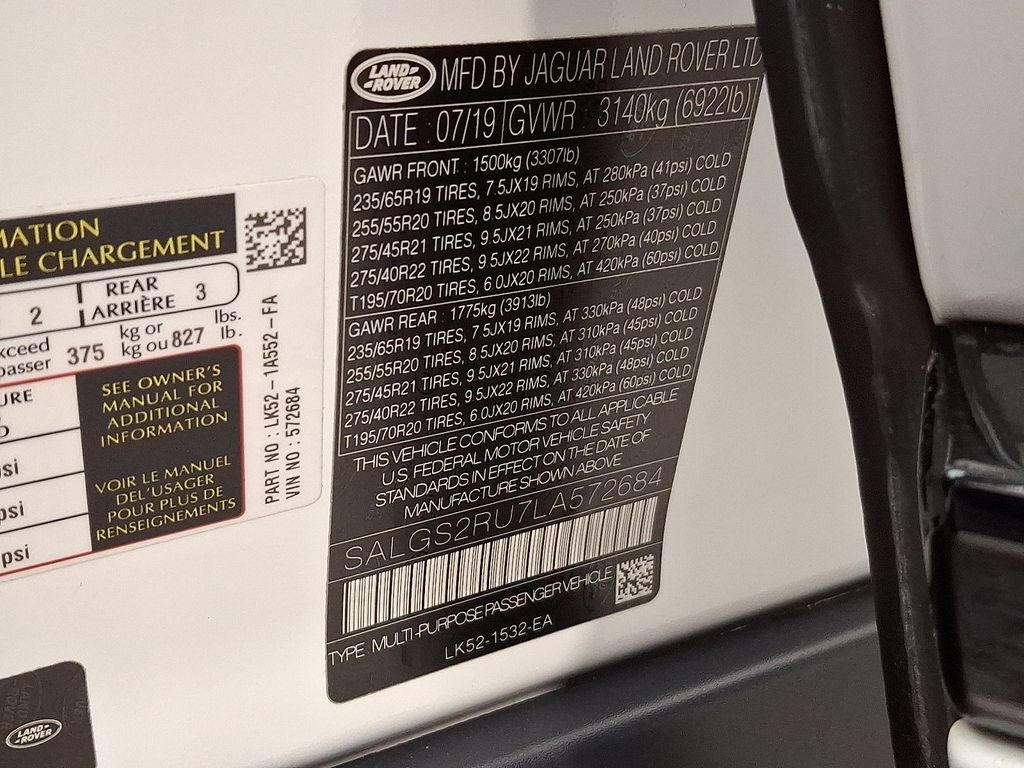 LAND-
ROVER
MFD BY JAGUAR LAND ROVER LTD
DATE : 07/19 GVWR : 3140kg (6922lb)
GAWR FRONT : 1500kg (3307lb)
235/65R19 TIRES, 7.5JX19 RIMS, AT 280kPa (41psi) COLD
255/55R20 TIRES, 8.5JX20 RIMS, AT 250kPa (37psi) COLD
275/45R21 TIRES, 9.5JX21 RIMS, AT 250kPa (37psi) COLD
275/40R22 TIRES, 9.5JX22 RIMS, AT 270kPa (40psi) COLD
T195/70R20 TIRES, 6.0JX20 RIMS, AT 420kPa (60psi) COLD
GAWR REAR : 1775kg (3913lb)
235/65R19 TIRES, 7.5JX19 RIMS, AT 330kPa (48psi) COLD
255/55R20 TIRES, 8.5JX20 RIMS, AT 310kPa (45psi) COLD
275/45R21 TIRES, 9.5JX21 RIMS, AT 310kPa (45psi) COLD
275/40R22 TIRES, 9.5JX22 RIMS, AT 330kPa (48psi) COLD
T195/70R20 TIRES, 6.0JX20 RIMS, AT 420kPa (60psi) COLD
THIS VEHICLE CONFORMS TO ALL APPLICABLE
U.S. FEDERAL MOTOR VEHICLE SAFETY
STANDARDS IN EFFECT ON THE DATE OF
MANUFACTURE SHOWN ABOVE
SALGS2RU7LA572684
TYPE MULTI-PURPOSE PASSENGER VEHICLE
LK52-1532-EA
MATION
LE CHARGEMENT
2 REAR
ARRIÈRE 3
xceed
passer 375 kg or
kg ou 827 lbs.
lb.
URE
SEE OWNER'S
MANUAL FOR
ADDITIONAL
INFORMATION
VOIR LE MANUEL
DEL'USAGER
POUR PLUS DE
RENSEIGNEMENTS
si
psi
psi
PART NO : LK52-1A552-FA
VIN NO : 572684
LAND-
ROVER